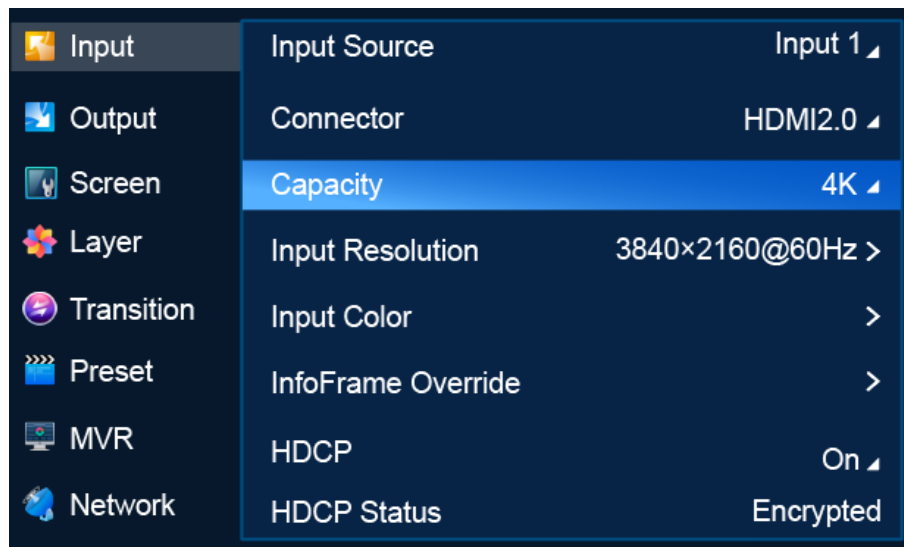 Input
Output
Screen
Layer
Transition
Preset
MVR
Network
Input Source Input 1
Connector HDMI2.0
Capacity 4K
Input Resolution 3840×2160@60Hz >
Input Color >
InfoFrame Override >
HDCP On
HDCP Status Encrypted